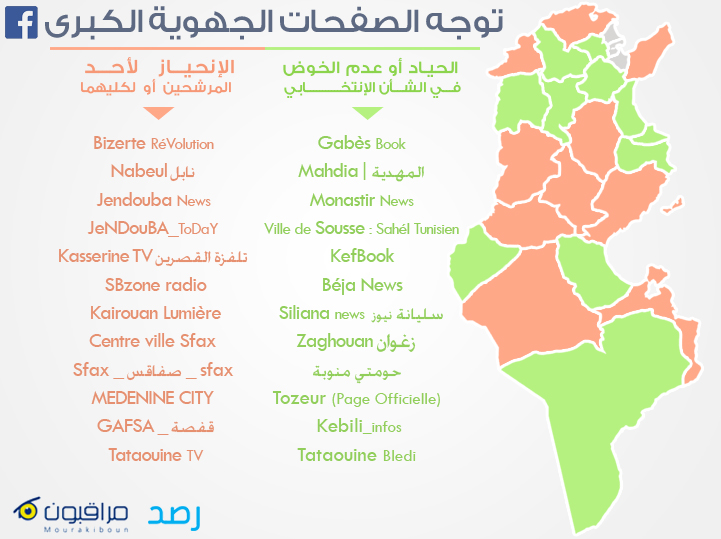 توجه الصفحات الجهوية الكبرى
الحياد أو عدم الخوض
في الشأن الإنتخابي
Gabès Book
Mahdia | المهدية
Monastir News
Ville de Sousse : Sahél Tunisien
KefBook
Béja News
Siliana news سليانة نيوز
Zaghouan زغوان
حومتي منوبة
Tozeur (Page Officielle)
Kebili_infos
Tataouine Bledi
الإنحياز لأحد
المرشحين أو لكليهما
Bizerte RéVolution
Nabeul نابل
Jendouba News
JeNDouBA_ToDaY
Kasserine TV تلفزة القصرين
SBzone radio
Kairouan Lumière
Centre ville Sfax
Sfax _ صفاقس _ sfax
MEDENINE CITY
GAFSA _ قفصة
Tataouine TV
مراقبون
Mourakiboun
رصد